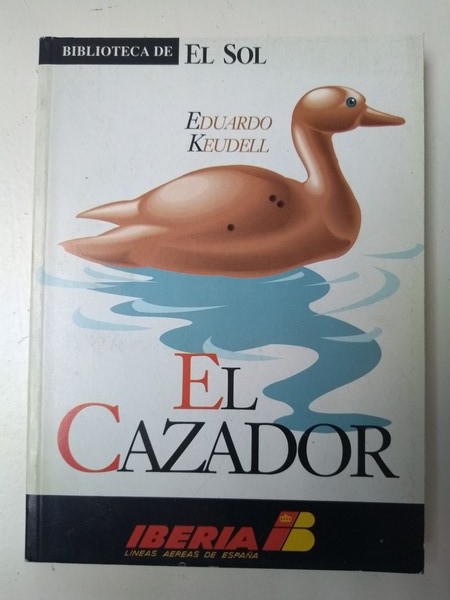 BIBLIOTECA DE EL SOL
EDUARDO
KEUDELL
EL
CAZADOR
IBERIA
LINEAS AEREAS DE ESPAÑA